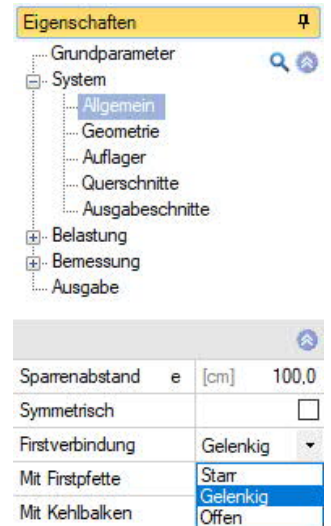 Eigenschaften
Grundparameter
System
Allgemein
Geometrie
Auflager
Querschnitte
Ausgabeschnitte
Belastung
Bemessung
Ausgabe
Sparrenabstand e [cm] 100,0
Symmetrisch
Firstverbindung Gelenkig
Mit Firstpfette Starr
Gelenkig
Mit Kehlbalken Offen